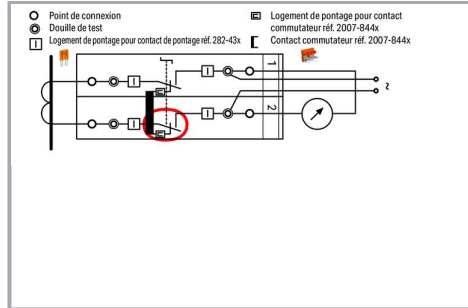 Point de connexion
Douille de test
Logement de pontage pour contact de pontage réf. 282-43x
Logement de pontage pour contact
commutateur réf. 2007-844x
Contact commutateur réf. 2007-844x
1
2
~